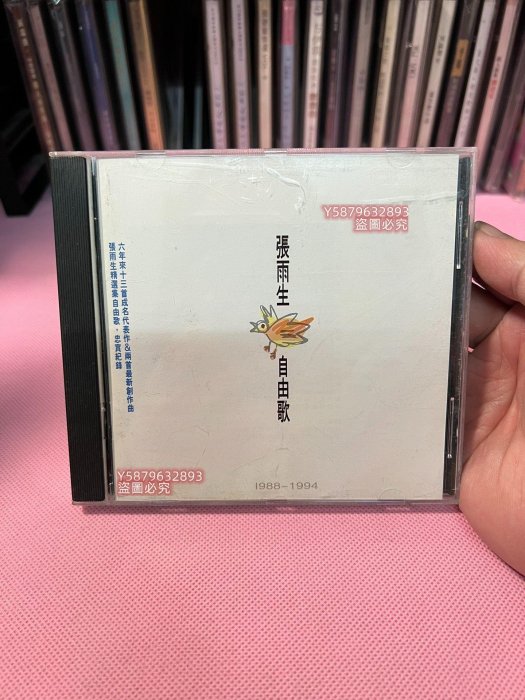 Y5879632893
盜圖必究
張雨生
自由歌
六年來十三首成名代表作&兩首最新創作曲
張雨生精選集自由歌，忠實紀錄
Y5879632893
盜圖必究
1988-1994